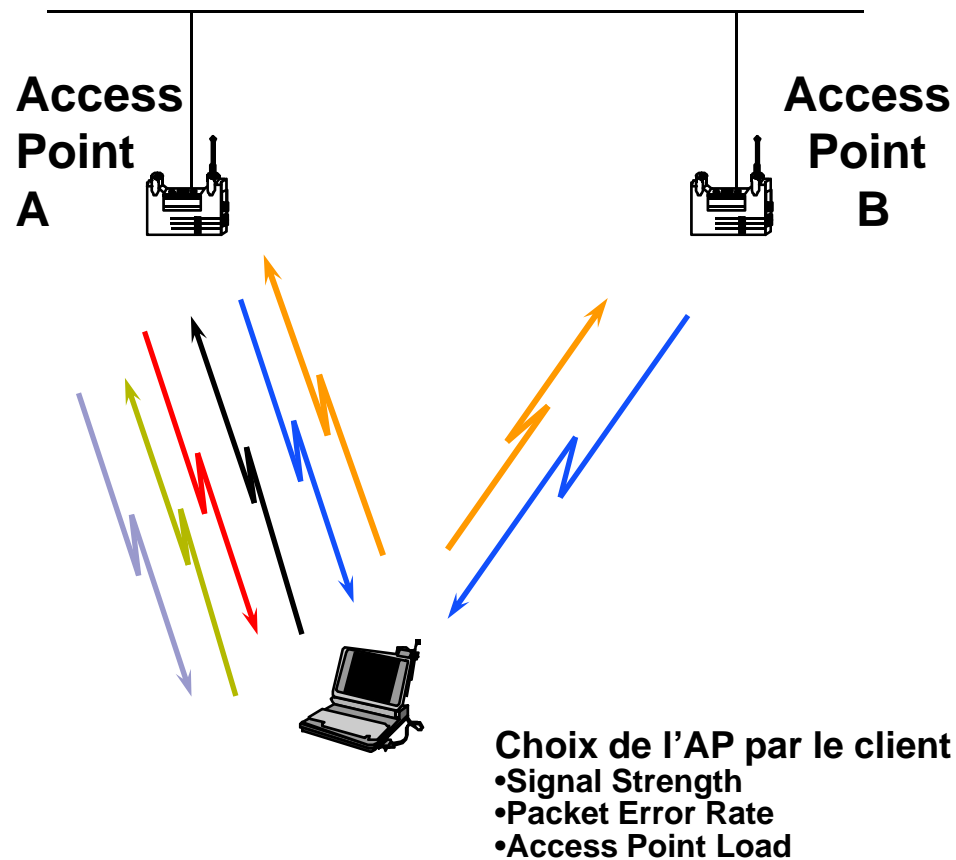 Access
Point
A
Access
Point
B
Choix de l’AP par le client
•Signal Strength
•Packet Error Rate
•Access Point Load